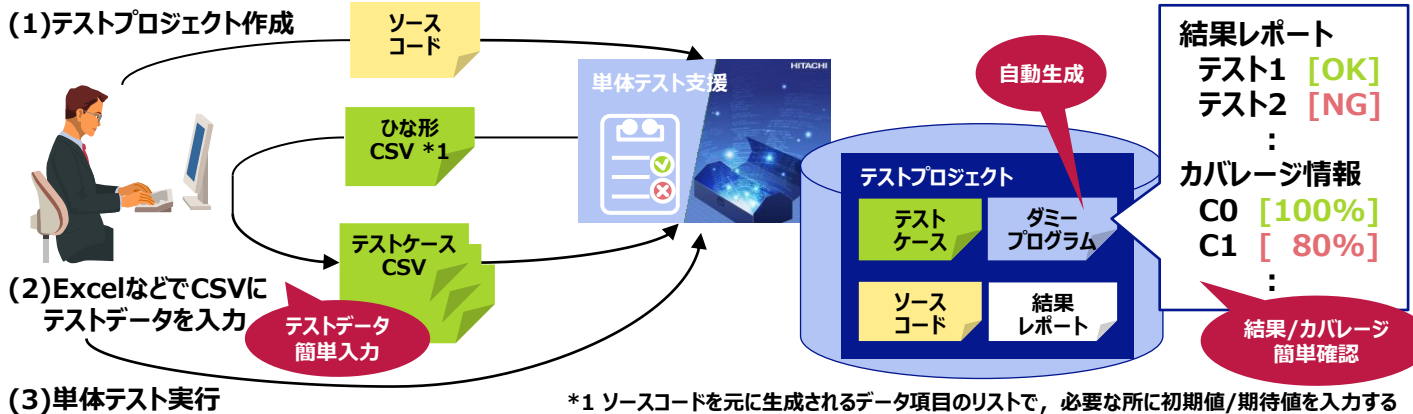 (1)テストプロジェクト作成
ソース
コード
ひな形
CSV *1
テストケース
CSV
(2)ExcelなどでCSVに
テストデータを入力
テストデータ
簡単入力
(3)単体テスト実行
HITACHI
単体テスト支援
自動生成
テストプロジェクト
テスト
ケース
ダミー
プログラム
ソース
コード
結果
レポート
結果レポート
テスト1 [OK]
テスト2 [NG]
:
カバレージ情報
C0 [100%]
C1 [ 80%]
:
結果/カバレージ
簡単確認
*1 ソースコードを元に生成されるデータ項目のリストで，必要な所に初期値/期待値を入力する